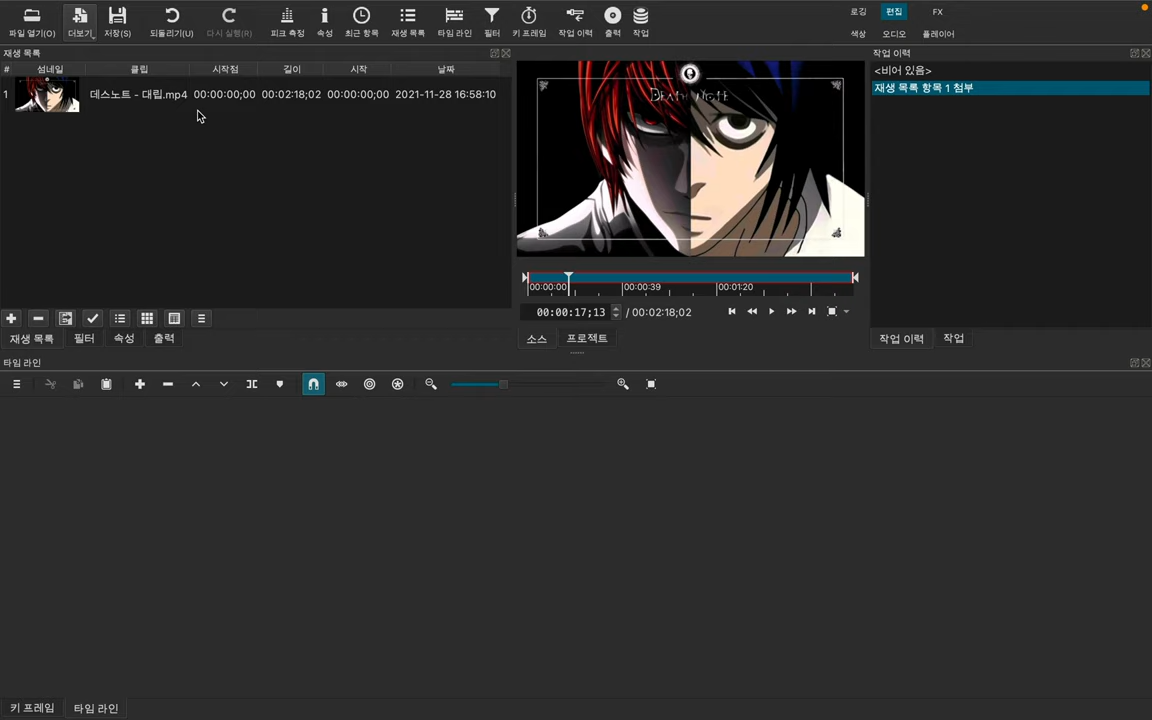 파일 열기(O) 더보기 저장(S) 되돌리기(U) 다시 실행(R) 피크 측정 속성 최근 항목 재생 목록 타임 라인 필터 키 프레임 작업 이력 출력 작업
로깅 편집 FX
색상 오디오 플레이어
재생 목록
# 섬네일 클립 시작점 길이 시작 날짜
1 데스노트 - 대립.mp4 00:00:00;00 00:02:18;02 00:00:00;00 2021-11-28 16:58:10
DEATH NOTE
00:00:00 00:00:39 00:01:20
00:00:17;13 / 00:02:18;02
작업 이력
<비어 있음>
재생 목록 항목 1 첨부
재생 목록 필터 속성 출력
소스 프로젝트
작업 이력 작업
타임 라인
키 프레임 타임 라인